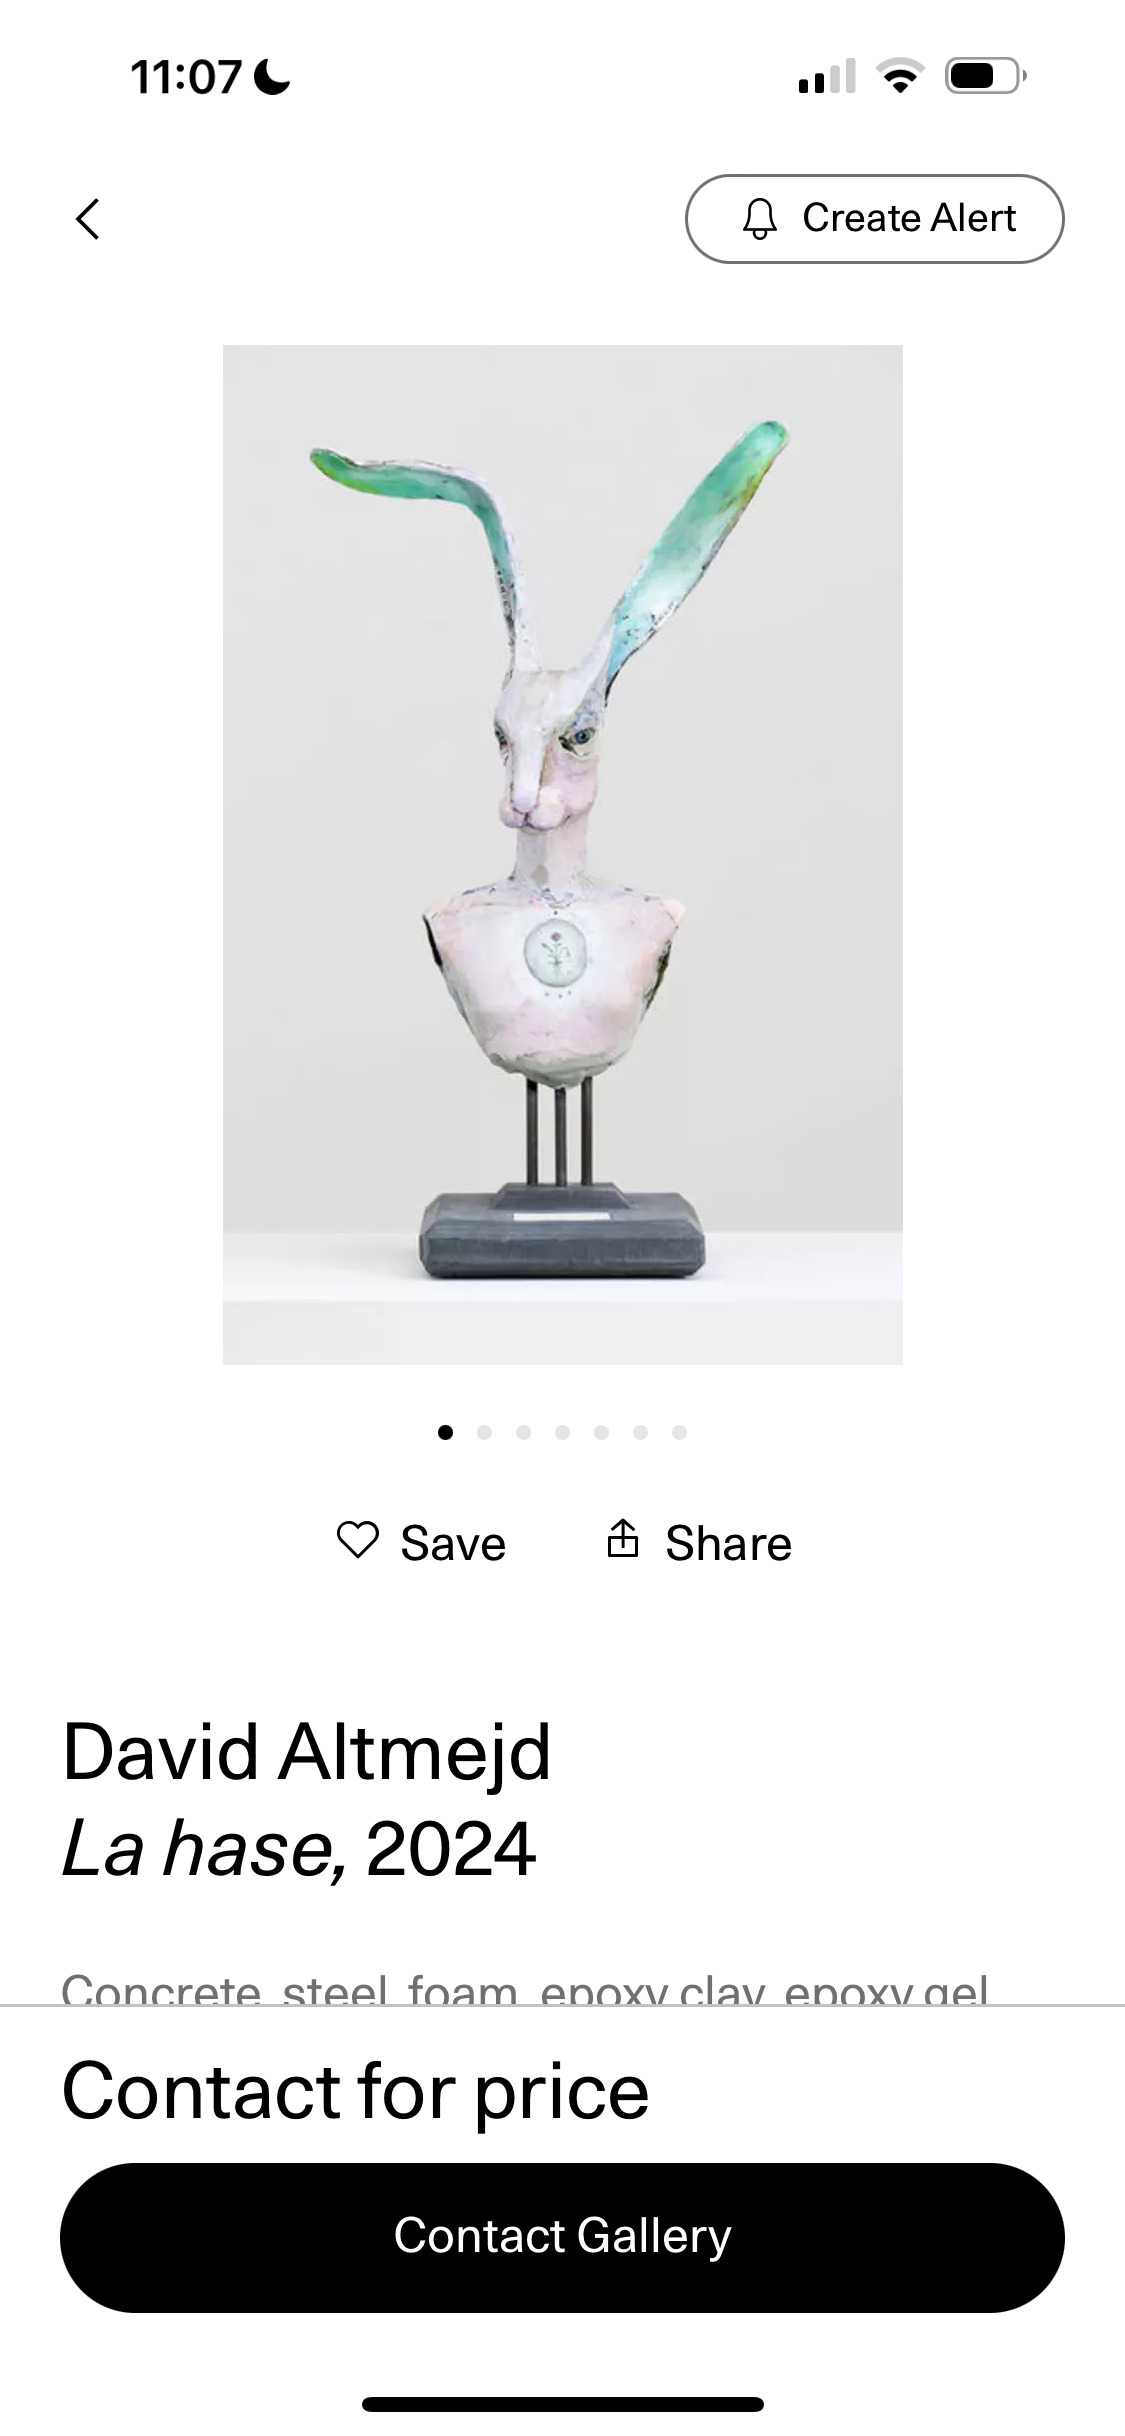 11:07
Create Alert
Save
Share
David Altmejd
La hase, 2024
Concrete, steel, foam, epoxy clay, epoxy gel,
Contact for price
Contact Gallery